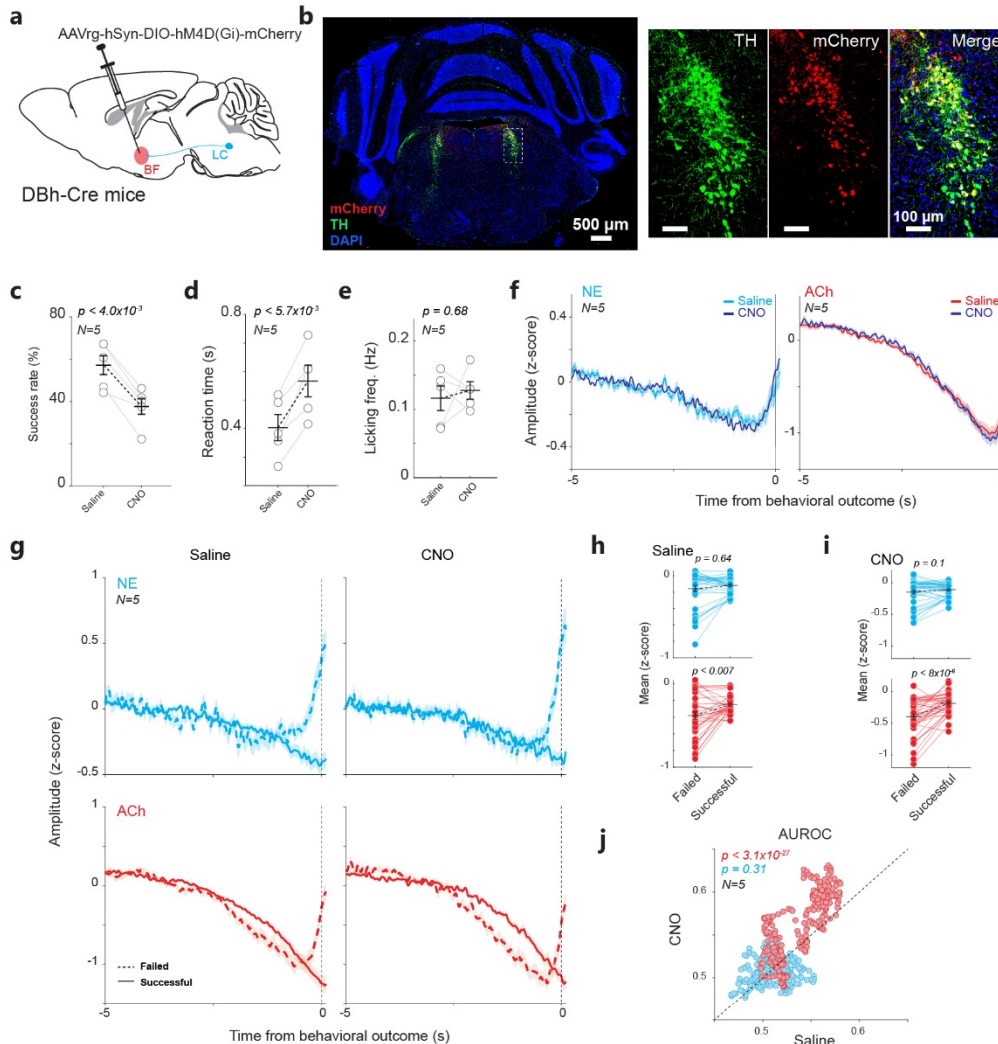 a
AAVrg-hSyn-DIO-hM4D(Gi)-mCherry
BF
LC
DBh-Cre mice
b
mCherry
TH
DAPI
500 µm
TH
mCherry
Merge
100 µm
c
p < 4.0x10⁻³
N=5
80
40
0
Success rate (%)
Saline
CNO
d
p < 5.7x10⁻³
N=5
0.8
0.4
Reaction time (s)
Saline
CNO
e
p = 0.68
N=5
0.2
0.1
0
Licking freq. (Hz)
Saline
CNO
f
NE
N=5
Saline
CNO
0.4
0
-0.4
Amplitude (z-score)
-5
0
ACh
N=5
Saline
CNO
0
-1
-5
0
Time from behavioral outcome (s)
g
Saline
CNO
NE
N=5
1
0.5
0
-0.5
-5
0
-5
0
Amplitude (z-score)
ACh
1
0
-1
Failed
Successful
-5
0
-5
0
Time from behavioral outcome (s)
h
Saline
p = 0.64
0
-1
p < 0.007
0
-1
Mean (z-score)
Failed
Successful
i
CNO
p = 0.1
0
-0.5
-1
p < 8x10⁻⁶
0
-0.5
-1
Mean (z-score)
Failed
Successful
j
AUROC
p < 3.1x10⁻²⁷
p = 0.31
N=5
0.6
0.5
CNO
0.5
0.6
Saline